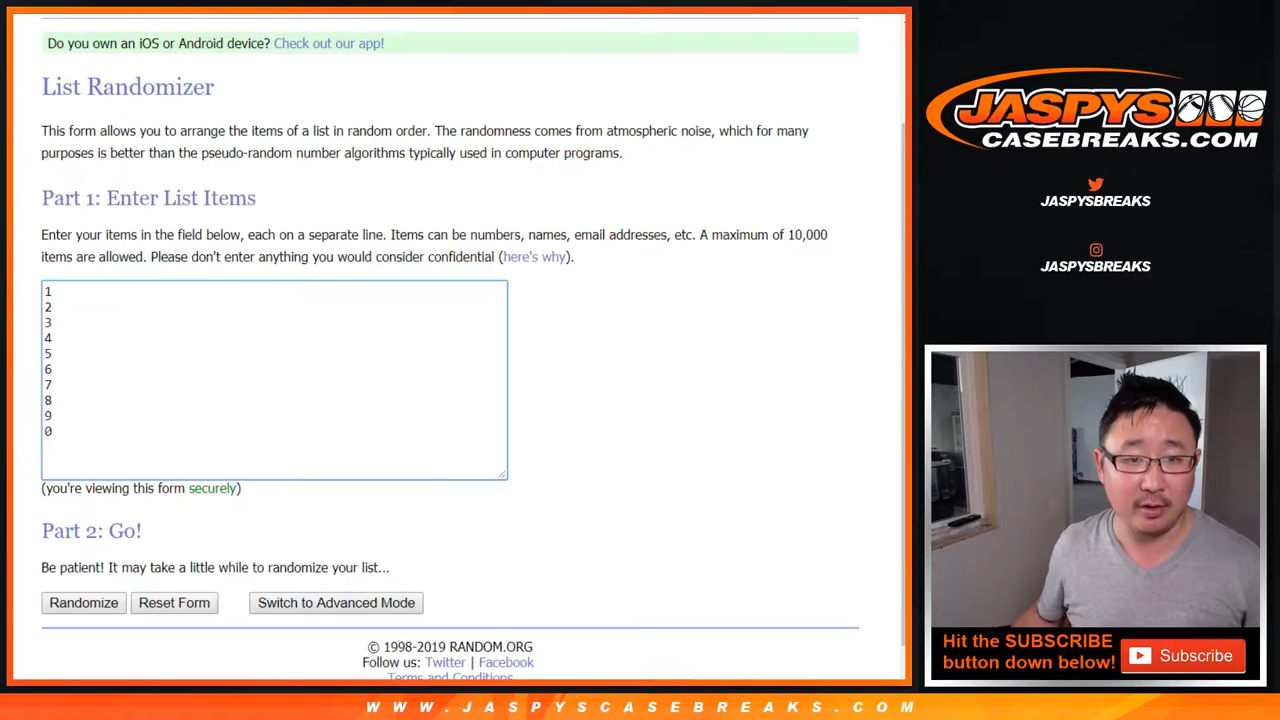 Do you own an iOS or Android device? Check out our app!
List Randomizer
This form allows you to arrange the items of a list in random order. The randomness comes from atmospheric noise, which for many
purposes is better than the pseudo-random number algorithms typically used in computer programs.
Part 1: Enter List Items
Enter your items in the field below, each on a separate line. Items can be numbers, names, email addresses, etc. A maximum of 10,000
items are allowed. Please don't enter anything you would consider confidential (here's why).
1
2
3
4
5
6
7
8
9
0
(you're viewing this form securely)
Part 2: Go!
Be patient! It may take a little while to randomize your list...
Randomize Reset Form Switch to Advanced Mode
© 1998-2019 RANDOM.ORG
Follow us: Twitter | Facebook
Terms and Conditions
JASPYS
CASEBREAKS.COM
JASPYSBREAKS
JASPYSBREAKS
Hit the SUBSCRIBE
button down below!
Subscribe
WWW.JASPYSCASEBREAKS.COM